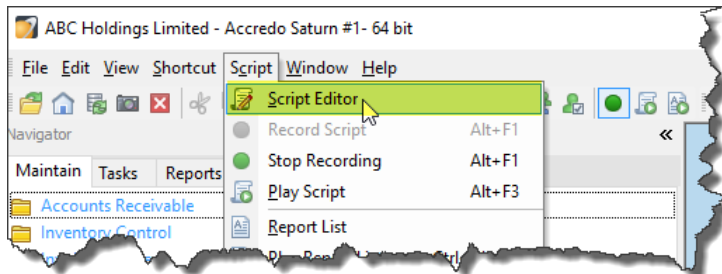 ABC Holdings Limited - Accredo Saturn #1- 64 bit
File Edit View Shortcut Script Window Help
Script Editor
Navigator
Record Script Alt+F1
Maintain Tasks Reports
Stop Recording Alt+F1
Accounts Receivable
Play Script Alt+F3
Inventory Control
Report List